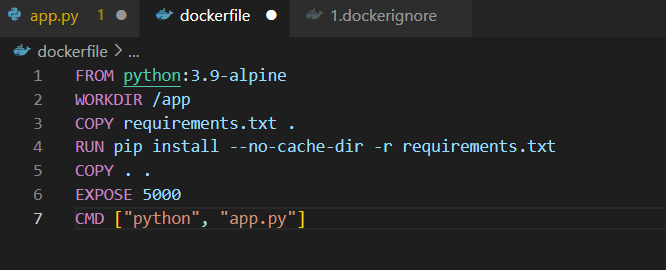 app.py 1 dockerfile 1.dockerignore
dockerfile > ...
1 FROM python:3.9-alpine
2 WORKDIR /app
3 COPY requirements.txt .
4 RUN pip install --no-cache-dir -r requirements.txt
5 COPY . .
6 EXPOSE 5000
7 CMD ["python", "app.py"]